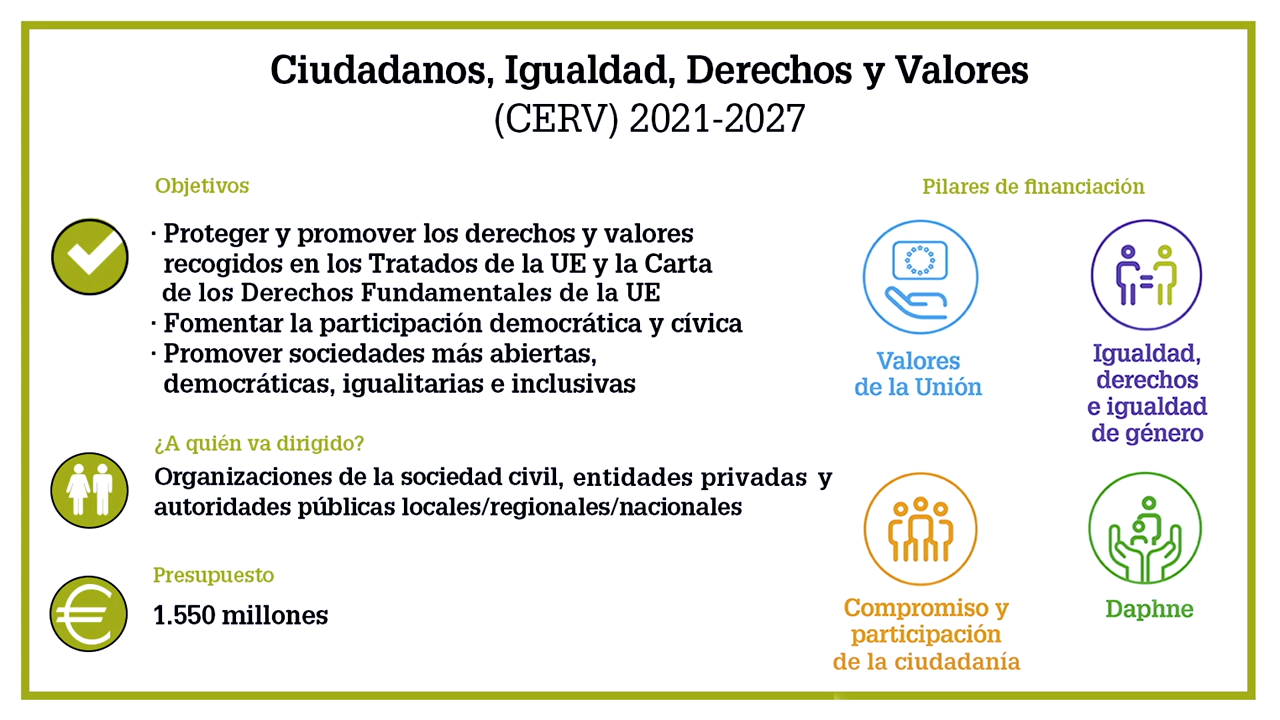 Ciudadanos, Igualdad, Derechos y Valores
(CERV) 2021-2027
Objetivos
· Proteger y promover los derechos y valores
recogidos en los Tratados de la UE y la Carta
de los Derechos Fundamentales de la UE
· Fomentar la participación democrática y cívica
· Promover sociedades más abiertas,
democráticas, igualitarias e inclusivas
¿A quién va dirigido?
Organizaciones de la sociedad civil, entidades privadas y
autoridades públicas locales/regionales/nacionales
Presupuesto
1.550 millones
Pilares de financiación
Valores
de la Unión
Igualdad,
derechos
e igualdad
de género
Compromiso y
participación
de la ciudadanía
Daphne